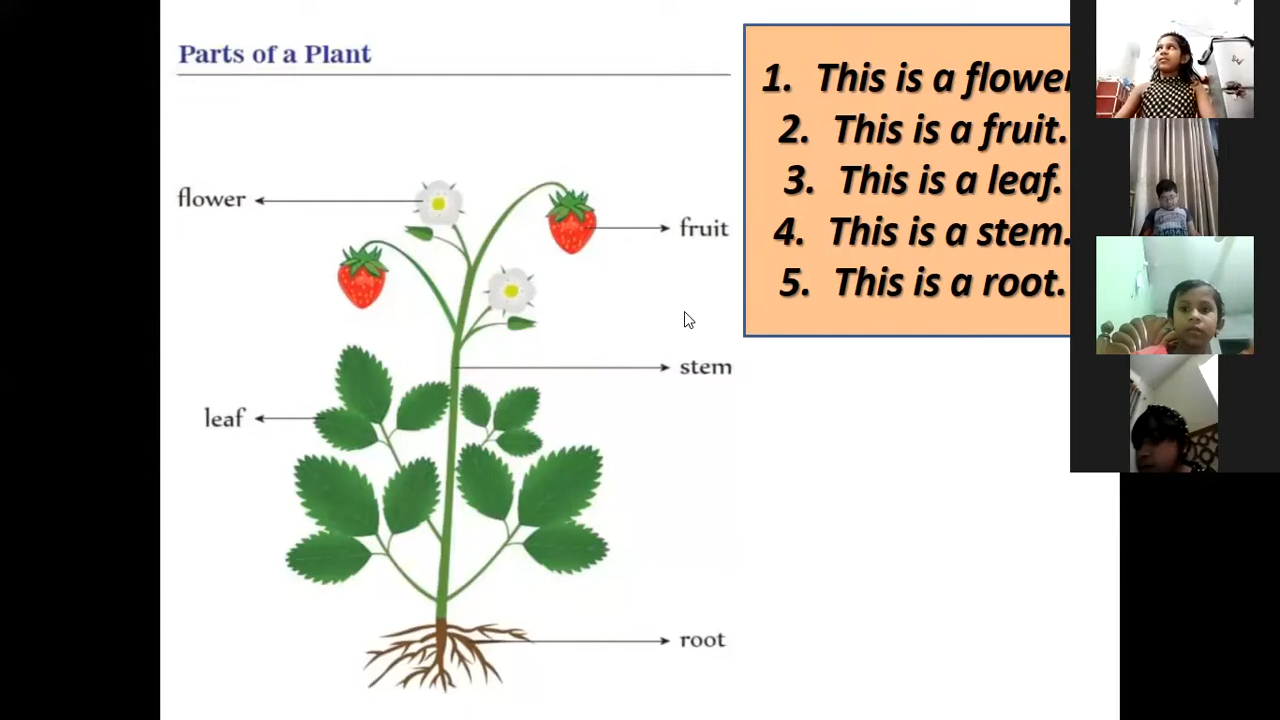 Parts of a Plant
flower
fruit
stem
leaf
root
1. This is a flower
2. This is a fruit.
3. This is a leaf.
4. This is a stem.
5. This is a root.